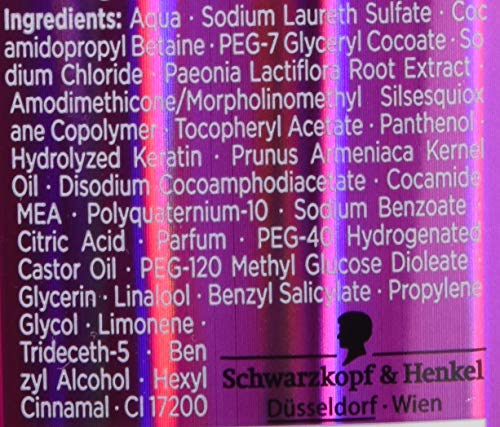 Ingredients: Aqua · Sodium Laureth Sulfate · Coc
amidopropyl Betaine · PEG-7 Glyceryl Cocoate · So
dium Chloride · Paeonia Lactiflora Root Extract ·
Amodimethicone/Morpholinomethyl Silsesquiox
ane Copolymer · Tocopheryl Acetate · Panthenol ·
Hydrolyzed Keratin · Prunus Armeniaca Kernel
Oil · Disodium Cocoamphodiacetate · Cocamide
MEA · Polyquaternium-10 · Sodium Benzoate ·
Citric Acid · Parfum · PEG-40 Hydrogenated
Castor Oil · PEG-120 Methyl Glucose Dioleate ·
Glycerin · Linalool · Benzyl Salicylate · Propylene
Glycol · Limonene ·
Trideceth-5 · Ben
zyl Alcohol · Hexyl
Cinnamal · CI 17200
Schwarzkopf & Henkel
Düsseldorf · Wien